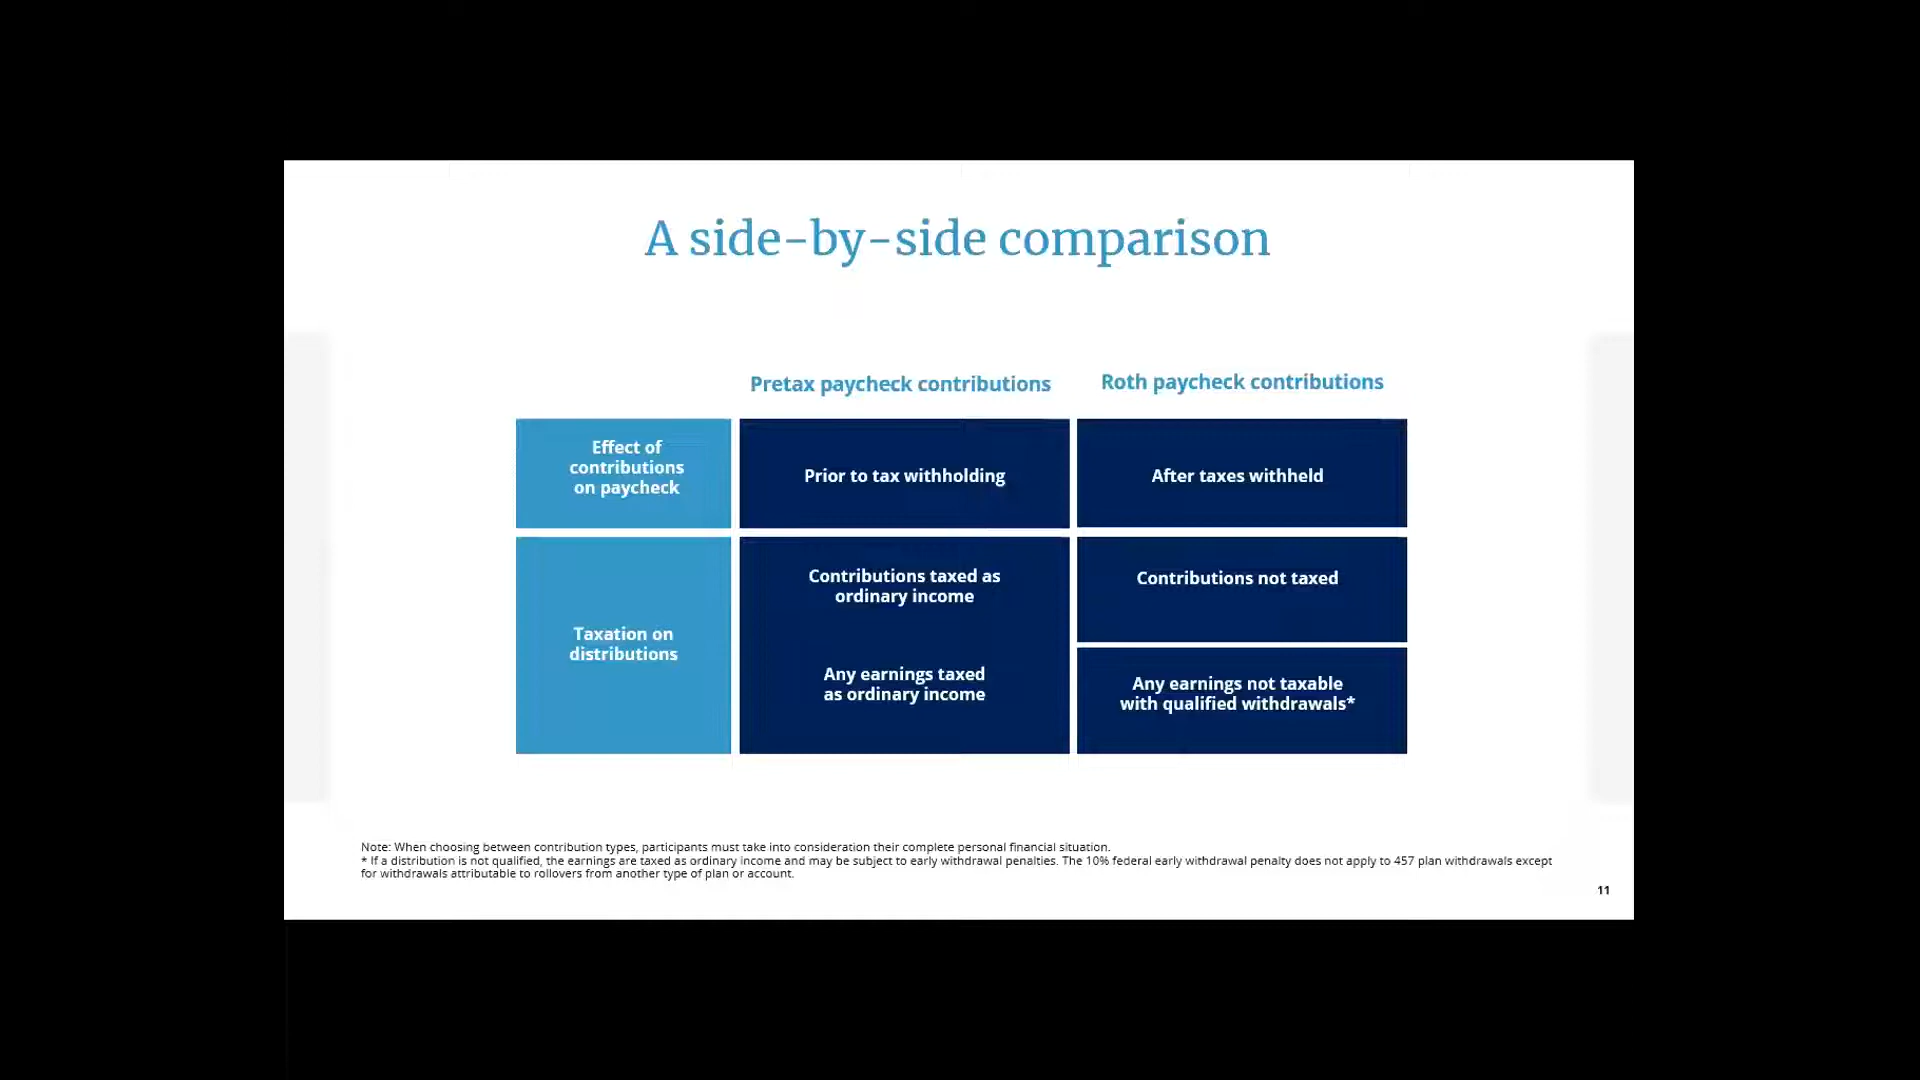 A side-by-side comparison
Pretax paycheck contributions
Roth paycheck contributions
Effect of
contributions
on paycheck
Prior to tax withholding
After taxes withheld
Taxation on
distributions
Contributions taxed as
ordinary income
Any earnings taxed
as ordinary income
Contributions not taxed
Any earnings not taxable
with qualified withdrawals*
Note: When choosing between contribution types, participants must take into consideration their complete personal financial situation.
* If a distribution is not qualified, the earnings are taxed as ordinary income and may be subject to early withdrawal penalties. The 10% federal early withdrawal penalty does not apply to 457 plan withdrawals except
for withdrawals attributable to rollovers from another type of plan or account.
11